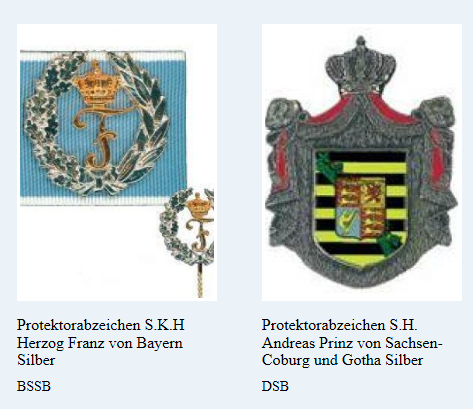 Protektorabzeichen S.K.H
Herzog Franz von Bayern
Silber
BSSB
Protektorabzeichen S.H.
Andreas Prinz von Sachsen-
Coburg und Gotha Silber
DSB